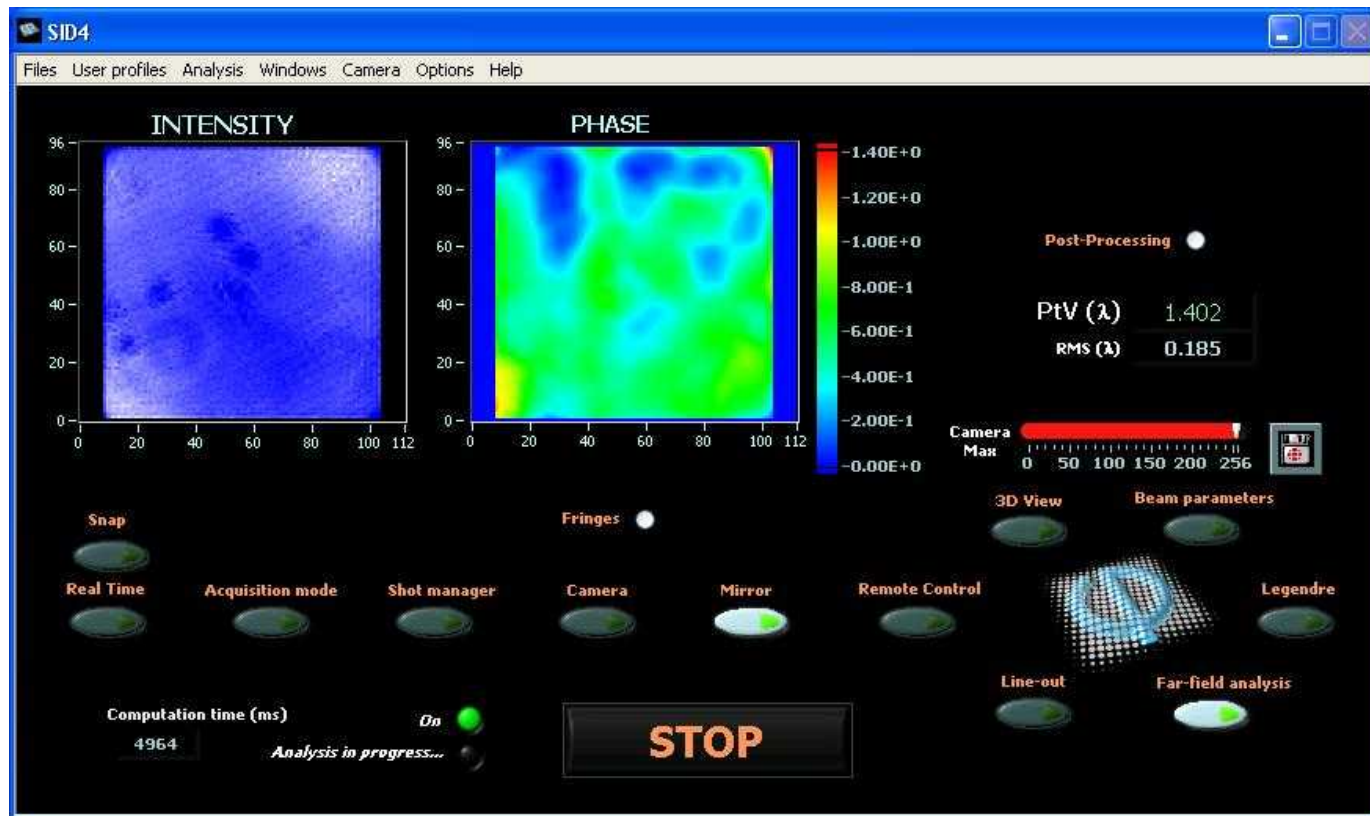 SID4
Files User profiles Analysis Windows Camera Options Help
INTENSITY
PHASE
96
80
60
40
20
0
0 20 40 60 80 100 112
96
80
60
40
20
0
0 20 40 60 80 100 112
1.40E+0
1.20E+0
1.00E+0
8.00E-1
6.00E-1
4.00E-1
2.00E-1
0.00E+0
Post-Processing
PtV (λ) 1.402
RMS (λ) 0.185
Camera Max
0 50 100 150 200 256
Snap
Fringes
3D View
Beam parameters
Real Time
Acquisition mode
Shot manager
Camera
Mirror
Remote Control
Legendre
Line-out
Far-field analysis
Computation time (ms)
4964
On
Analysis in progress...
STOP